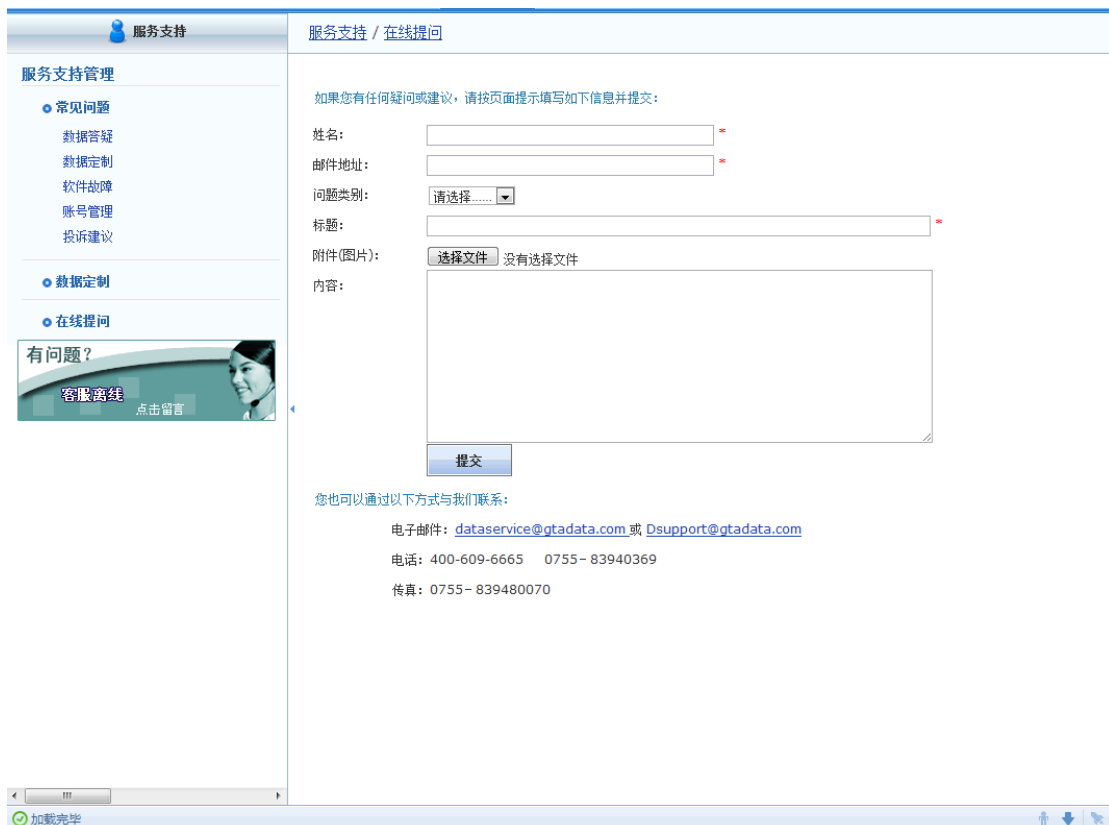 服务支持
服务支持 / 在线提问
服务支持管理
常见问题
数据答疑
数据定制
软件故障
账号管理
投诉建议
数据定制
在线提问
有问题?
客服离线
点击留言
如果您有任何疑问或建议，请按页面提示填写如下信息并提交：
姓名： *
邮件地址： *
问题类别： 请选择......
标题： *
附件(图片)： 选择文件 没有选择文件
内容：
提交
您也可以通过以下方式与我们联系：
电子邮件：dataservice@gtadata.com 或 Dsupport@gtadata.com
电话：400-609-6665 0755-83940369
传真：0755-839480070
加载完毕